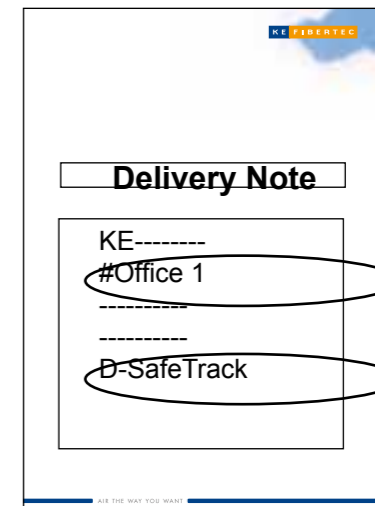 KE FIBERTEC
Delivery Note
KE--------
#Office 1
----------
----------
D-SafeTrack
AIR THE WAY YOU WANT